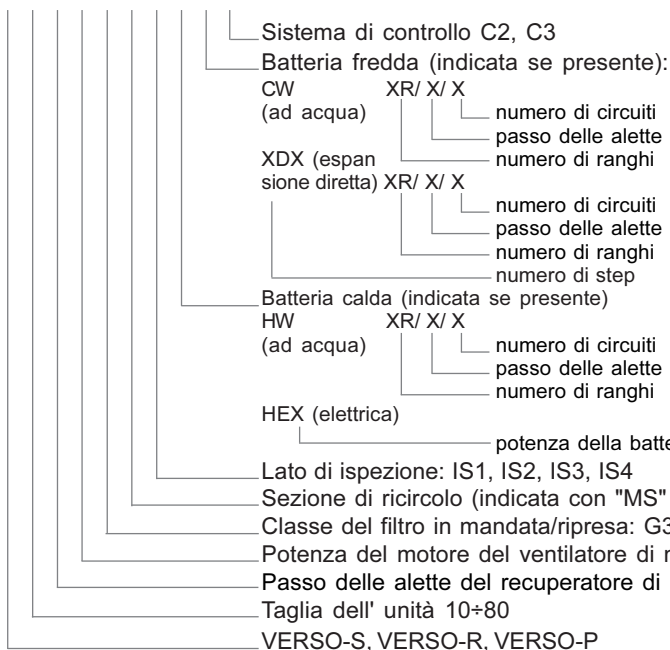 Sistema di controllo C2, C3
Batteria fredda (indicata se presente):
CW XR/ X/ X
(ad acqua) numero di circuiti
passo delle alette
XDX (espan numero di ranghi
sione diretta) XR/ X/ X
numero di circuiti
passo delle alette
numero di ranghi
numero di step
Batteria calda (indicata se presente)
HW XR/ X/ X
(ad acqua) numero di circuiti
passo delle alette
numero di ranghi
HEX (elettrica)
potenza della batte
Lato di ispezione: IS1, IS2, IS3, IS4
Sezione di ricircolo (indicata con "MS"
Classe del filtro in mandata/ripresa: G3
Potenza del motore del ventilatore di
Passo delle alette del recuperatore di
Taglia dell' unità 10÷80
VERSO-S, VERSO-R, VERSO-P